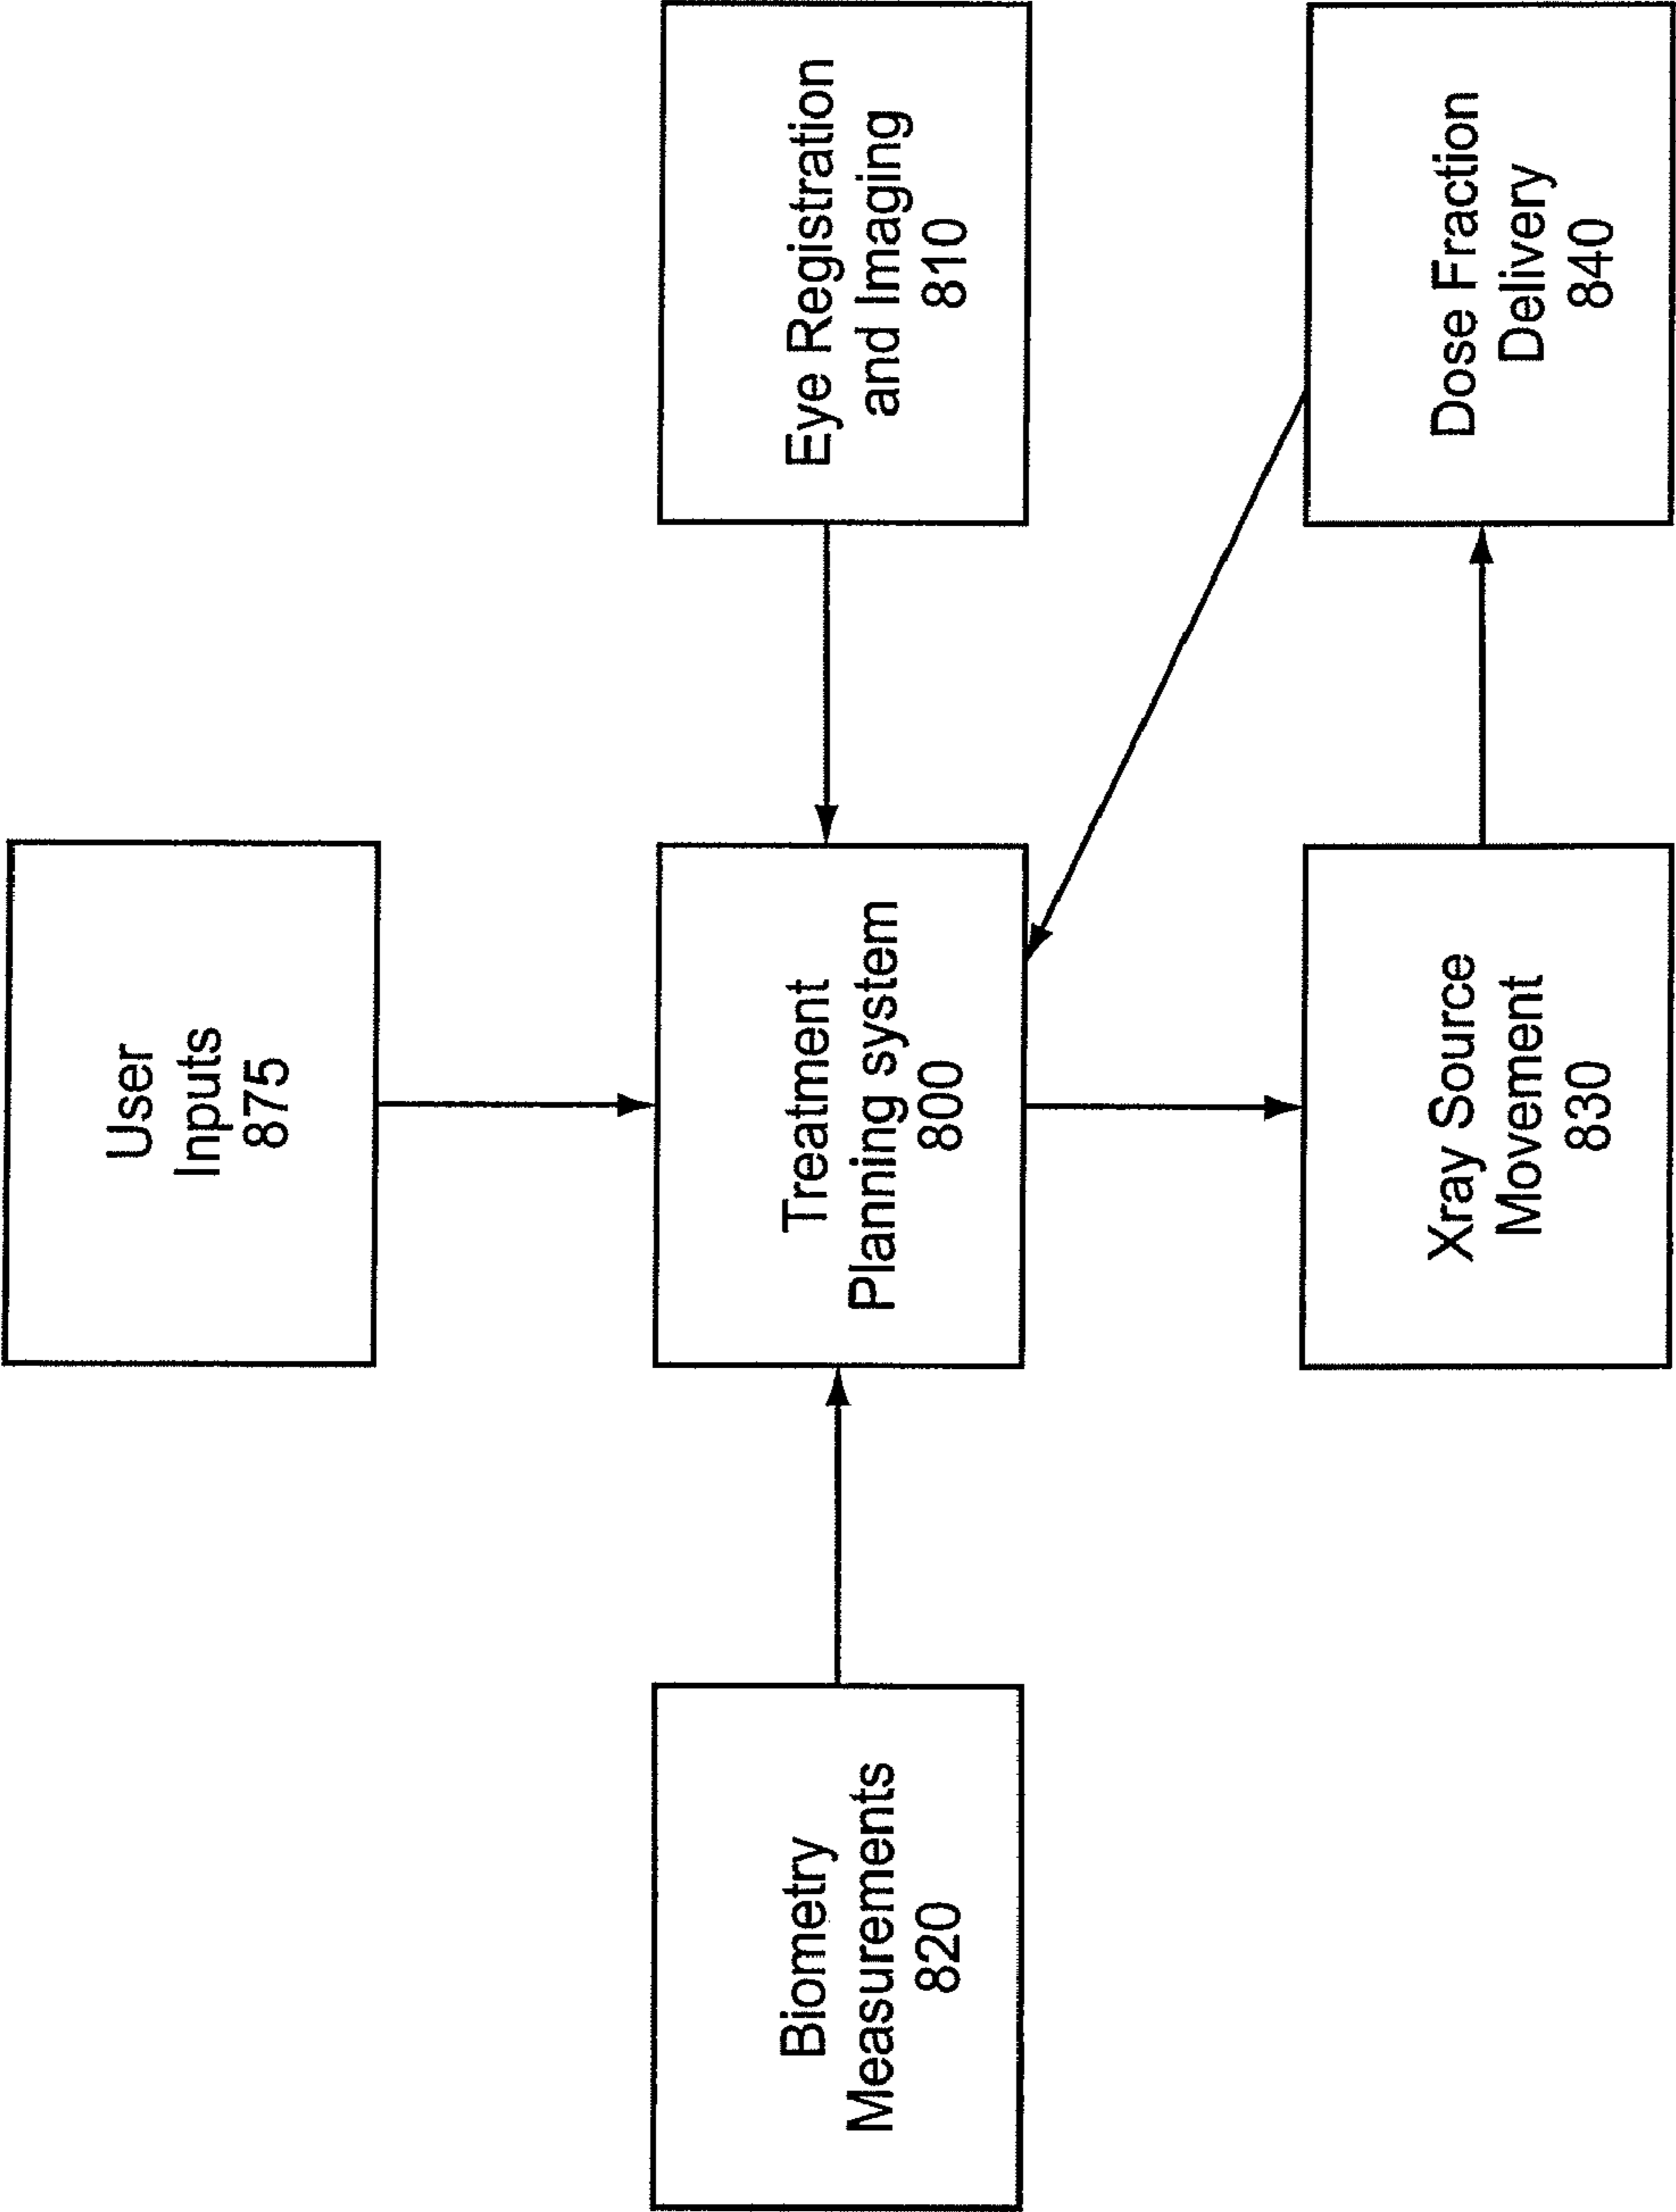 User
Inputs
875
Biometry
Measurements
820
Treatment
Planning system
800
Eye Registration
and Imaging
810
Xray Source
Movement
830
Dose Fraction
Delivery
840